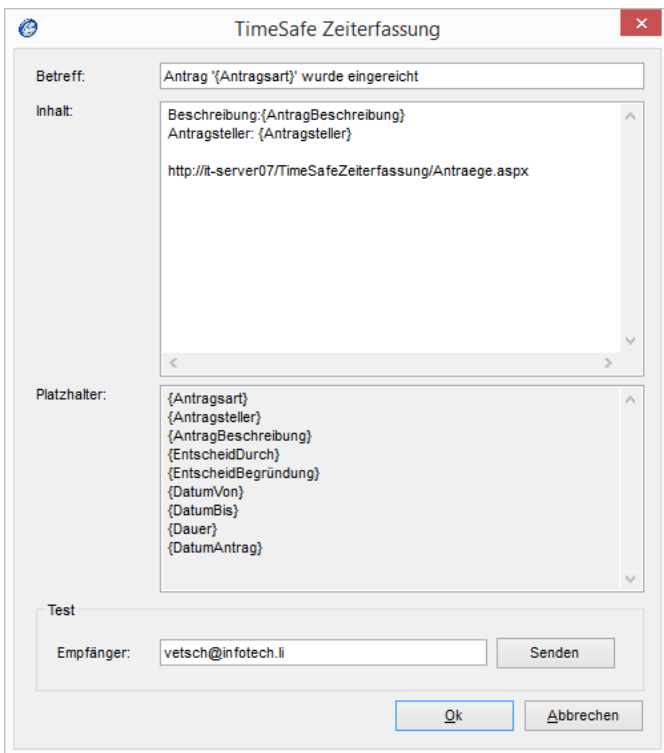 TimeSafe Zeiterfassung
Betreff: Antrag '{Antragsart}' wurde eingereicht
Inhalt: Beschreibung:{AntragBeschreibung}
Antragsteller: {Antragsteller}
http://it-server07/TimeSafeZeiterfassung/Antraege.aspx
Platzhalter: {Antragsart}
{Antragsteller}
{AntragBeschreibung}
{EntscheidDurch}
{EntscheidBegründung}
{DatumVon}
{DatumBis}
{Dauer}
{DatumAntrag}
Test
Empfänger: vetsch@infotech.li Senden
Ok Abbrechen